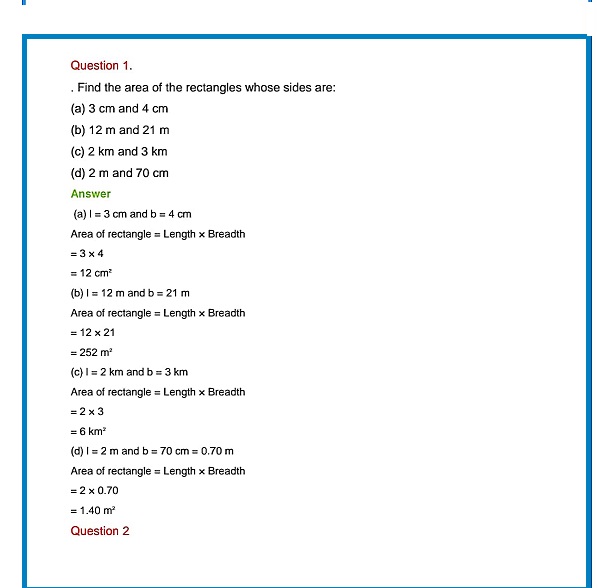 Question 1.
. Find the area of the rectangles whose sides are:
(a) 3 cm and 4 cm
(b) 12 m and 21 m
(c) 2 km and 3 km
(d) 2 m and 70 cm
Answer
(a) l = 3 cm and b = 4 cm
Area of rectangle = Length × Breadth
= 3 × 4
= 12 cm²
(b) l = 12 m and b = 21 m
Area of rectangle = Length × Breadth
= 12 × 21
= 252 m²
(c) l = 2 km and b = 3 km
Area of rectangle = Length × Breadth
= 2 × 3
= 6 km²
(d) l = 2 m and b = 70 cm = 0.70 m
Area of rectangle = Length × Breadth
= 2 × 0.70
= 1.40 m²
Question 2